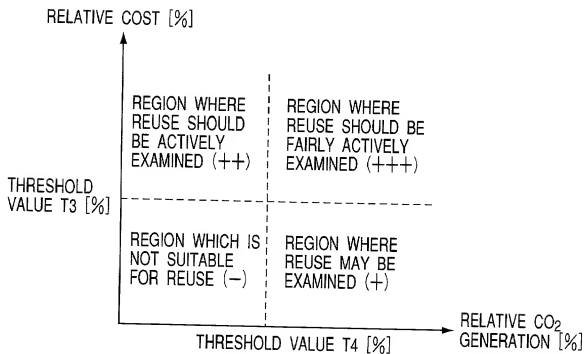 RELATIVE COST [%]
REGION WHERE
REUSE SHOULD
BE ACTIVELY
EXAMINED (++)
REGION WHERE
REUSE SHOULD BE
FAIRLY ACTIVELY
EXAMINED (+++)
THRESHOLD
VALUE T3 [%]
REGION WHICH IS
NOT SUITABLE
FOR REUSE (−)
REGION WHERE
REUSE MAY BE
EXAMINED (+)
THRESHOLD VALUE T4 [%]
RELATIVE CO2
GENERATION [%]